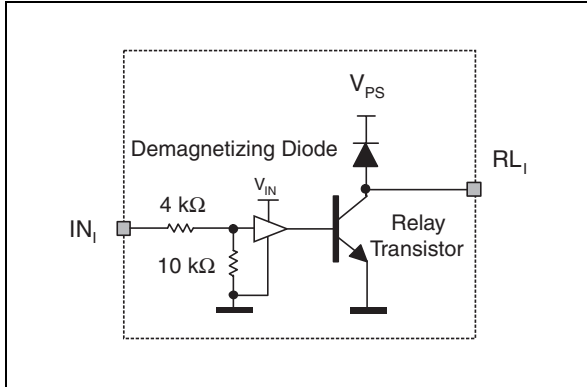 V_PS
Demagnetizing Diode
RL_I
V_IN
4 kΩ
IN_I
Relay
Transistor
10 kΩ